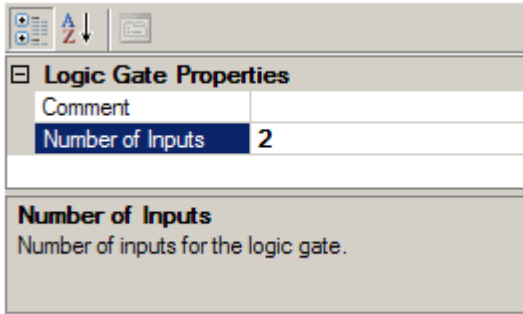 A
Z
Logic Gate Properties
Comment
Number of Inputs 2
Number of Inputs
Number of inputs for the logic gate.